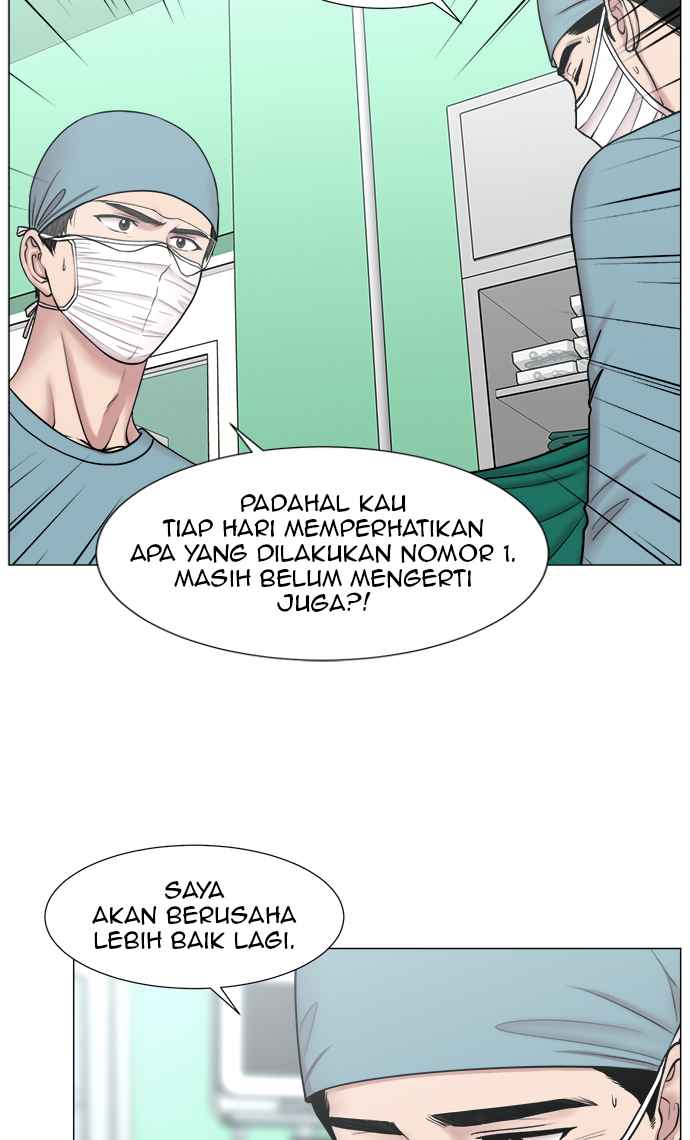 PADAHAL KAU
TIAP HARI MEMPERHATIKAN
APA YANG DILAKUKAN NOMOR 1.
MASIH BELUM MENGERTI
JUGA?!
SAYA
AKAN BERUSAHA
LEBIH BAIK LAGI.